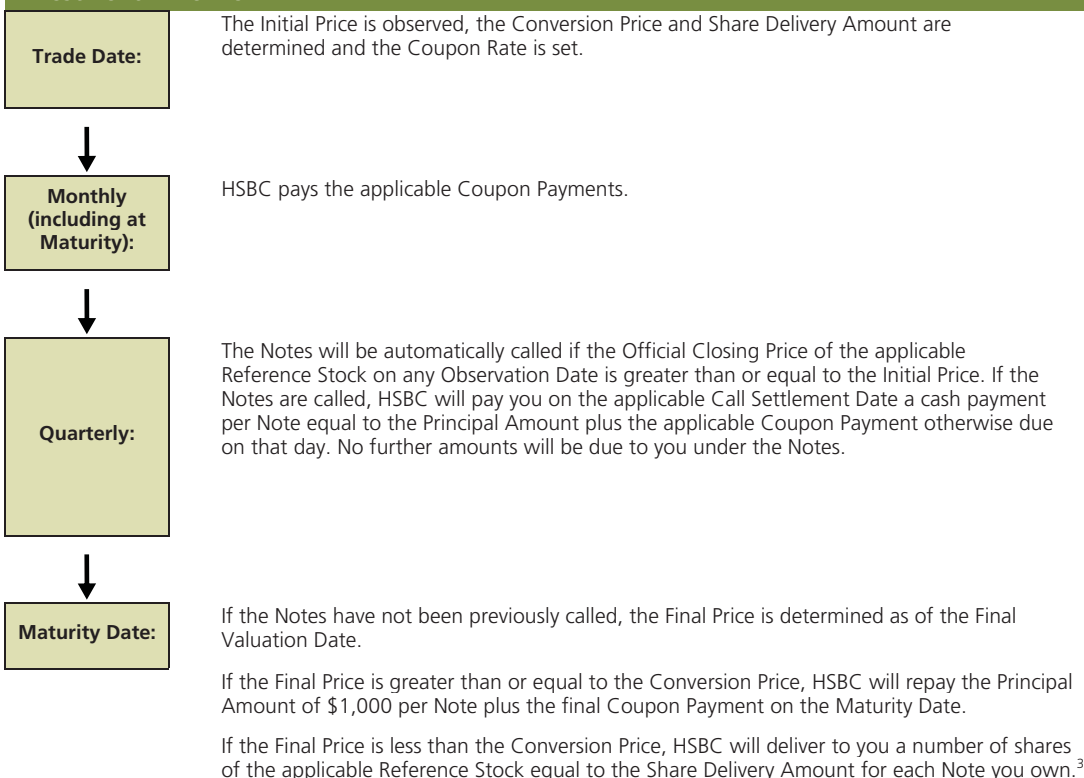 Trade Date:
The Initial Price is observed, the Conversion Price and Share Delivery Amount are
determined and the Coupon Rate is set.
Monthly
(including at
Maturity):
HSBC pays the applicable Coupon Payments.
Quarterly:
The Notes will be automatically called if the Official Closing Price of the applicable
Reference Stock on any Observation Date is greater than or equal to the Initial Price. If the
Notes are called, HSBC will pay you on the applicable Call Settlement Date a cash payment
per Note equal to the Principal Amount plus the applicable Coupon Payment otherwise due
on that day. No further amounts will be due to you under the Notes.
Maturity Date:
If the Notes have not been previously called, the Final Price is determined as of the Final
Valuation Date.
If the Final Price is greater than or equal to the Conversion Price, HSBC will repay the Principal
Amount of $1,000 per Note plus the final Coupon Payment on the Maturity Date.
If the Final Price is less than the Conversion Price, HSBC will deliver to you a number of shares
of the applicable Reference Stock equal to the Share Delivery Amount for each Note you own.3